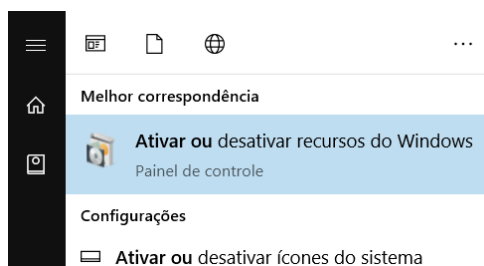 Melhor correspondência
Ativar ou desativar recursos do Windows
Painel de controle
Configurações
Ativar ou desativar ícones do sistema